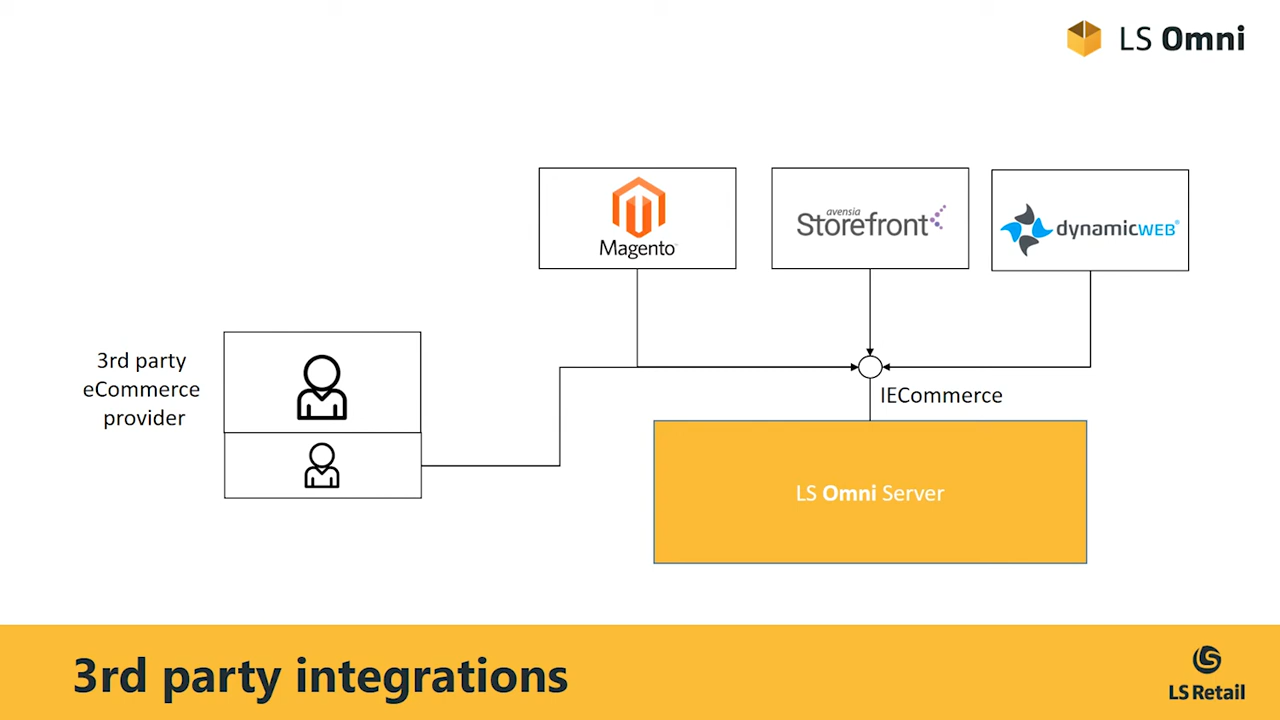 LS Omni
Magento
avensia
Storefront
dynamicWEB®
3rd party
eCommerce
provider
IECommerce
LS Omni Server
3rd party integrations
LS Retail